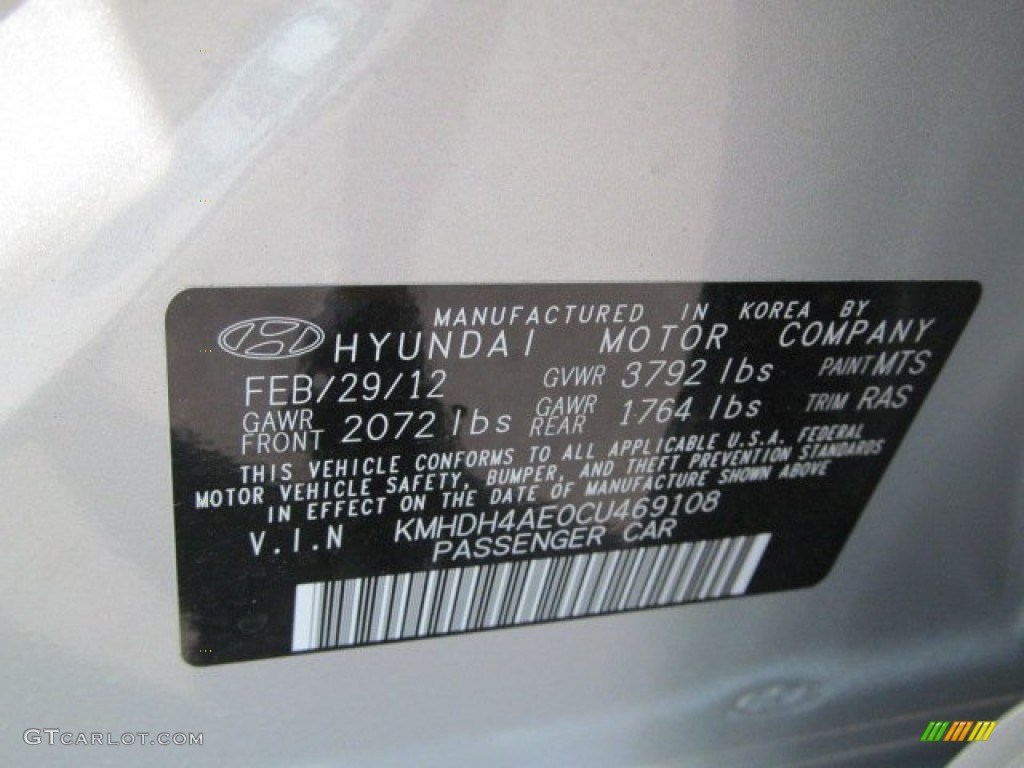 MANUFACTURED IN KOREA BY
HYUNDAI MOTOR COMPANY
FEB/29/12 GVWR 3792 lbs PAINT MTS
GAWR FRONT 2072 lbs GAWR REAR 1764 lbs TRIM RAS
THIS VEHICLE CONFORMS TO ALL APPLICABLE U.S.A. FEDERAL
MOTOR VEHICLE SAFETY, BUMPER, AND THEFT PREVENTION STANDARDS
IN EFFECT ON THE DATE OF MANUFACTURE SHOWN ABOVE
V.I.N KMHDH4AE0CU469108
PASSENGER CAR
GTCARLOT.COM